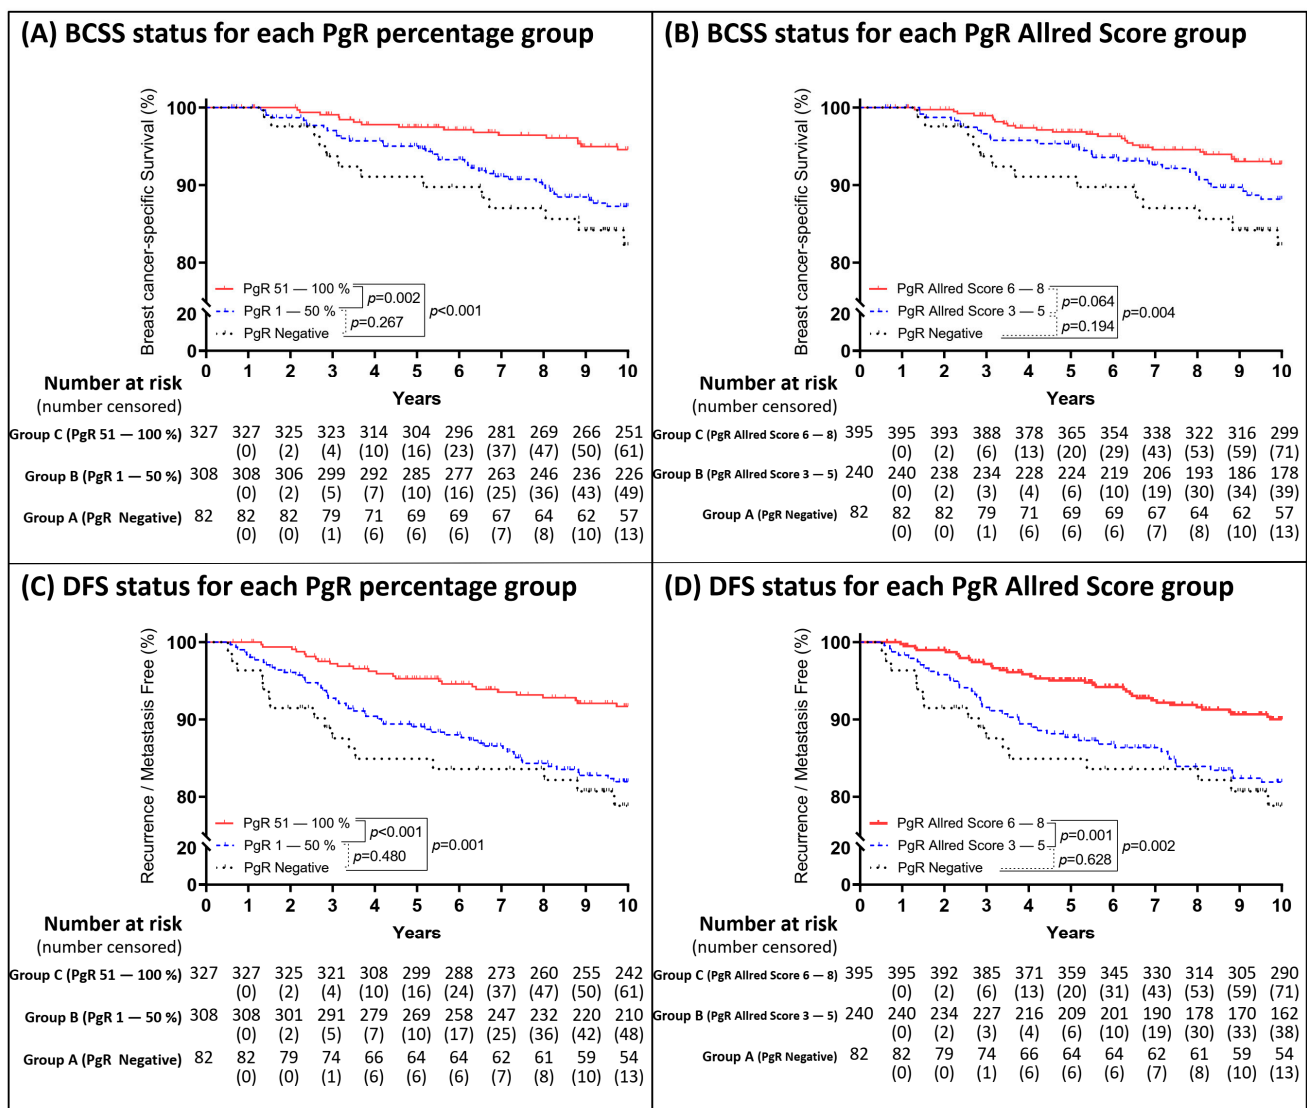 (A) BCSS status for each PgR percentage group
Breast cancer-specific Survival (%)
100
90
80
20
0
PgR 51 — 100 %
PgR 1 — 50 %
PgR Negative
p=0.002
p=0.267
p<0.001
0 1 2 3 4 5 6 7 8 9 10
Years
Number at risk
(number censored)
Group C (PgR 51 — 100 %) 327 327 325 323 314 304 296 281 269 266 251
(0) (2) (4) (10) (16) (23) (37) (47) (50) (61)
Group B (PgR 1 — 50 %) 308 308 306 299 292 285 277 263 246 236 226
(0) (2) (5) (7) (10) (16) (25) (36) (43) (49)
Group A (PgR Negative) 82 82 82 79 71 69 69 67 64 62 57
(0) (0) (1) (6) (6) (6) (7) (8) (10) (13)
(B) BCSS status for each PgR Allred Score group
Breast cancer-specific Survival (%)
100
90
80
20
0
PgR Allred Score 6 — 8
PgR Allred Score 3 — 5
PgR Negative
p=0.064
p=0.194
p=0.004
0 1 2 3 4 5 6 7 8 9 10
Years
Number at risk
(number censored)
Group C (PgR Allred Score 6 — 8) 395 395 393 388 378 365 354 338 322 316 299
(0) (2) (6) (13) (20) (29) (43) (53) (59) (71)
Group B (PgR Allred Score 3 — 5) 240 240 238 234 228 224 219 206 193 186 178
(0) (2) (3) (4) (6) (10) (19) (30) (34) (39)
Group A (PgR Negative) 82 82 82 79 71 69 69 67 64 62 57
(0) (0) (1) (6) (6) (6) (7) (8) (10) (13)
(C) DFS status for each PgR percentage group
Recurrence / Metastasis Free (%)
100
90
80
20
0
PgR 51 — 100 %
PgR 1 — 50 %
PgR Negative
p<0.001
p=0.480
p=0.001
0 1 2 3 4 5 6 7 8 9 10
Years
Number at risk
(number censored)
Group C (PgR 51 — 100 %) 327 327 325 321 308 299 288 273 260 255 242
(0) (2) (4) (10) (16) (24) (37) (47) (50) (61)
Group B (PgR 1 — 50 %) 308 308 301 291 279 269 258 247 232 220 210
(0) (2) (5) (7) (10) (17) (25) (36) (42) (48)
Group A (PgR Negative) 82 82 79 74 66 64 64 62 61 59 54
(0) (0) (1) (6) (6) (6) (7) (8) (10) (13)
(D) DFS status for each PgR Allred Score group
Recurrence / Metastasis Free (%)
100
90
80
20
0
PgR Allred Score 6 — 8
PgR Allred Score 3 — 5
PgR Negative
p=0.001
p=0.628
p=0.002
0 1 2 3 4 5 6 7 8 9 10
Years
Number at risk
(number censored)
Group C (PgR Allred Score 6 — 8) 395 395 392 385 371 359 345 330 314 305 290
(0) (2) (6) (13) (20) (31) (43) (53) (59) (71)
Group B (PgR Allred Score 3 — 5) 240 240 234 227 216 209 201 190 178 170 162
(0) (2) (3) (4) (6) (10) (19) (30) (33) (38)
Group A (PgR Negative) 82 82 79 74 66 64 64 62 61 59 54
(0) (0) (1) (6) (6) (6) (7) (8) (10) (13)